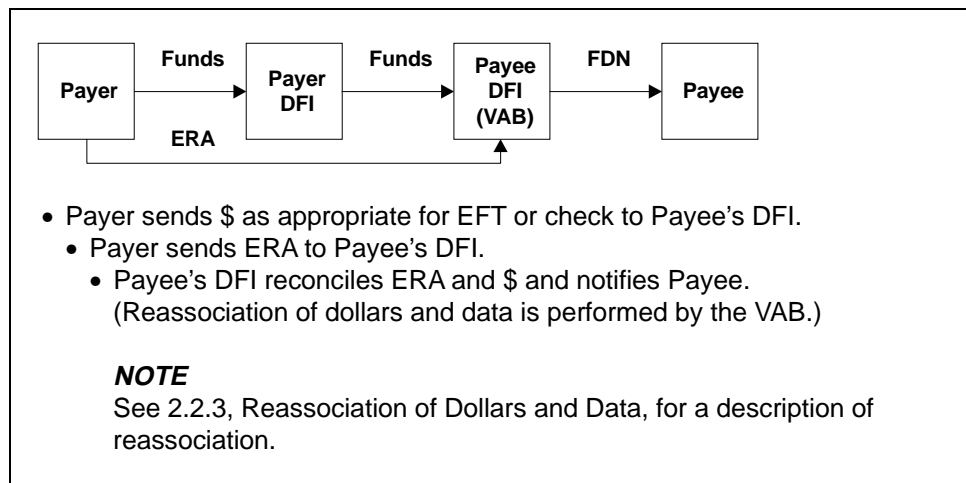 Funds
Funds
FDN
Payer
Payer
DFI
Payee
DFI
(VAB)
Payee
ERA
• Payer sends $ as appropriate for EFT or check to Payee's DFI.
• Payer sends ERA to Payee's DFI.
• Payee's DFI reconciles ERA and $ and notifies Payee.
(Reassociation of dollars and data is performed by the VAB.)
NOTE
See 2.2.3, Reassociation of Dollars and Data, for a description of
reassociation.